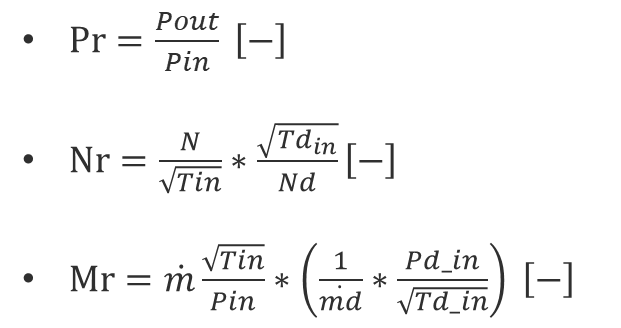 • Pr = Pout/Pin [−]
• Nr = N/√Tin * √Td_in/Nd [−]
• Mr = ṁ √Tin/Pin * (1/ṁd * Pd_in/√Td_in) [−]